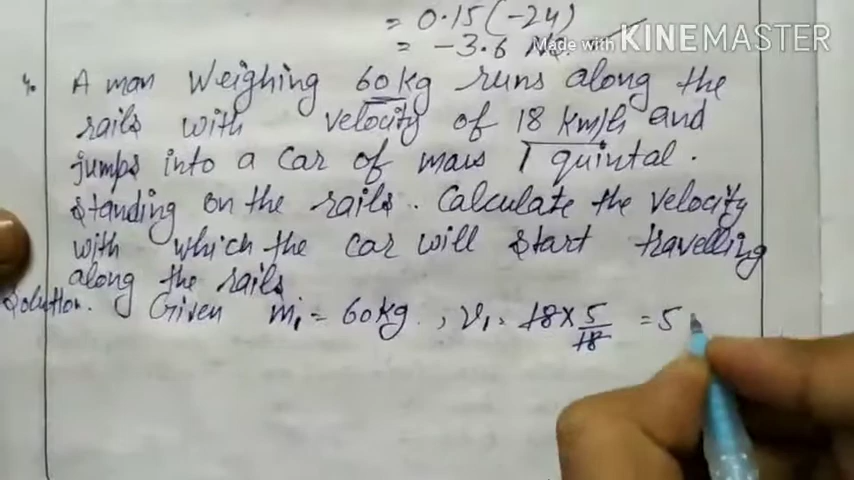 = 0.15(-24)
= -3.6 Ns.
Made with KINEMASTER
4. A man weighing 60kg runs along the
rails with velocity of 18 km/h and
jumps into a car of mass 1 quintal.
standing on the rails. Calculate the velocity
with which the car will start travelling
along the rails
Solution. Given m₁ = 60kg, v₁ = 18 × 5/18 = 5